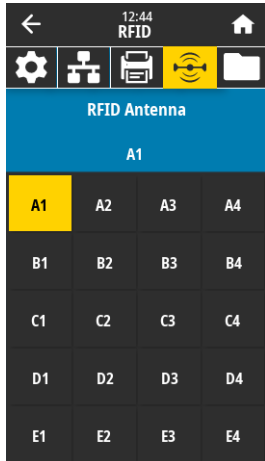 12:44
RFID
RFID Antenna
A1
A1 A2 A3 A4
B1 B2 B3 B4
C1 C2 C3 C4
D1 D2 D3 D4
E1 E2 E3 E4